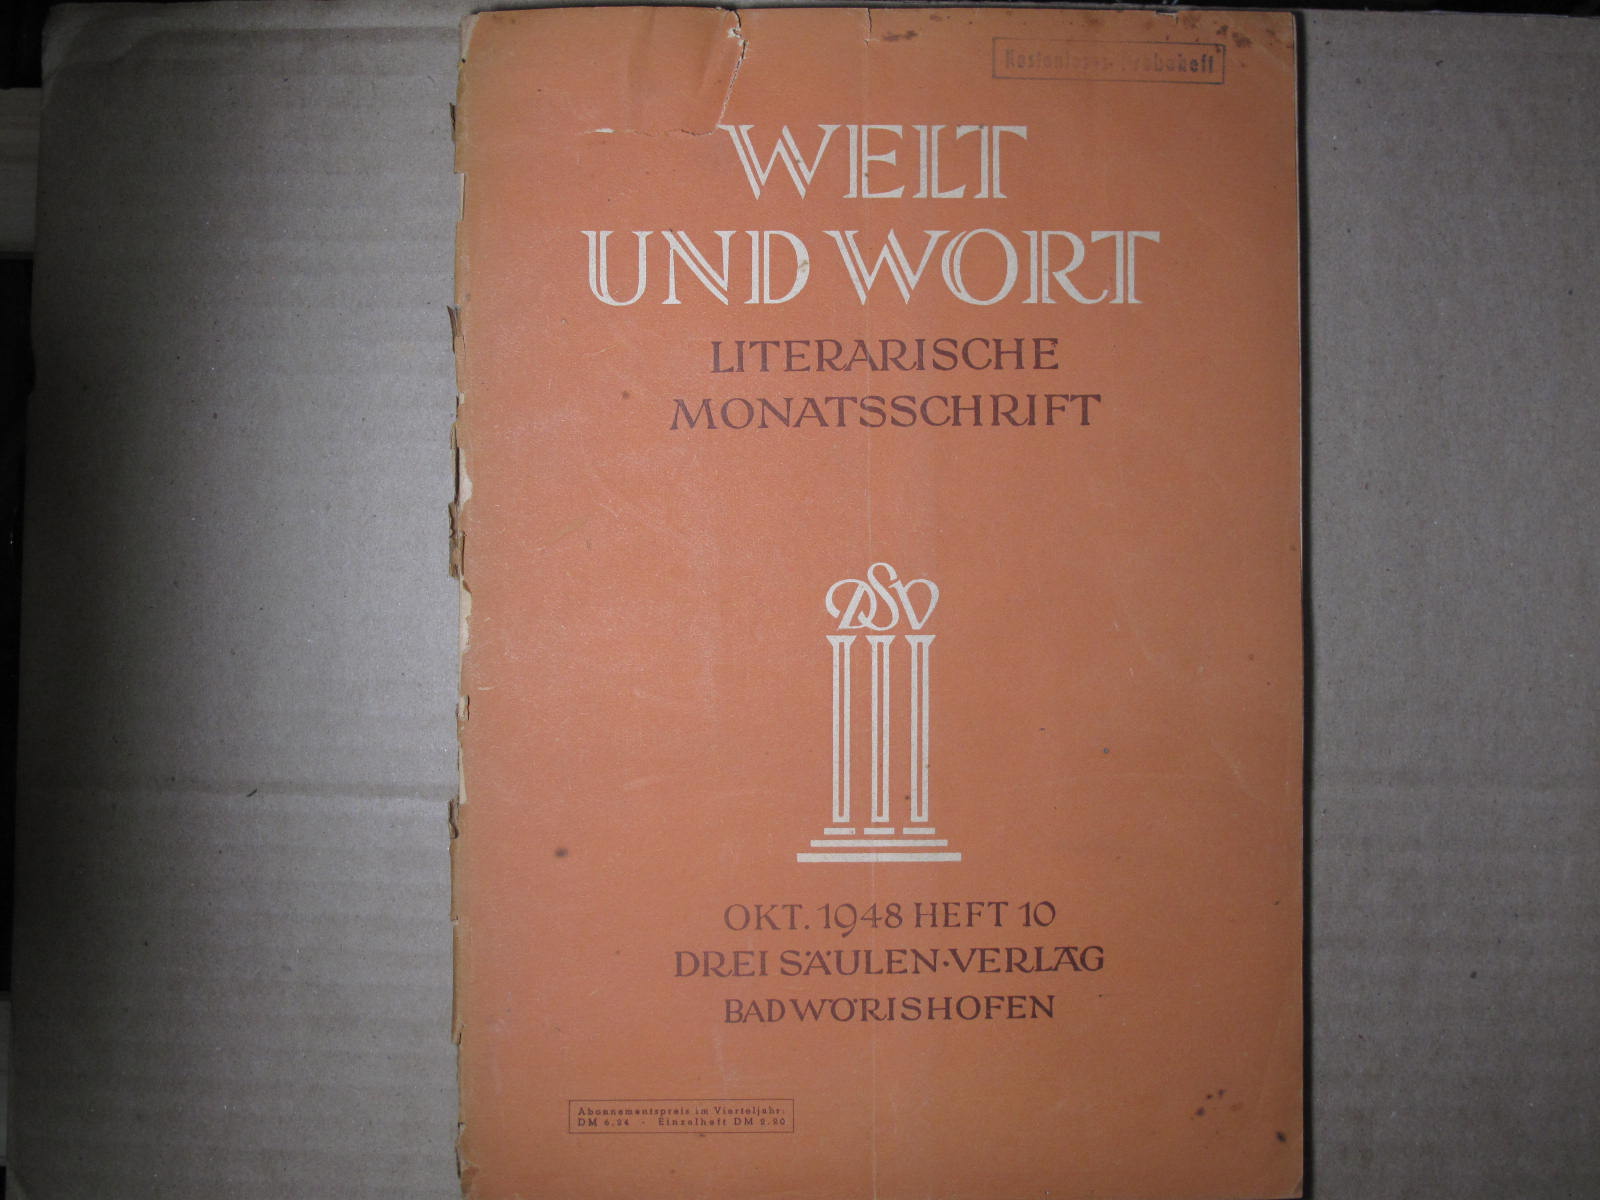 Kostenloses Probeheft
WELT
UND WORT
LITERARISCHE
MONATSSCHRIFT
DSV
OKT. 1948 HEFT 10
DREI SÄULEN-VERLAG
BAD WÖRISHOFEN
Abonnementspreis im Vierteljahr:
DM 6.24 - Einzelheft DM 2.20